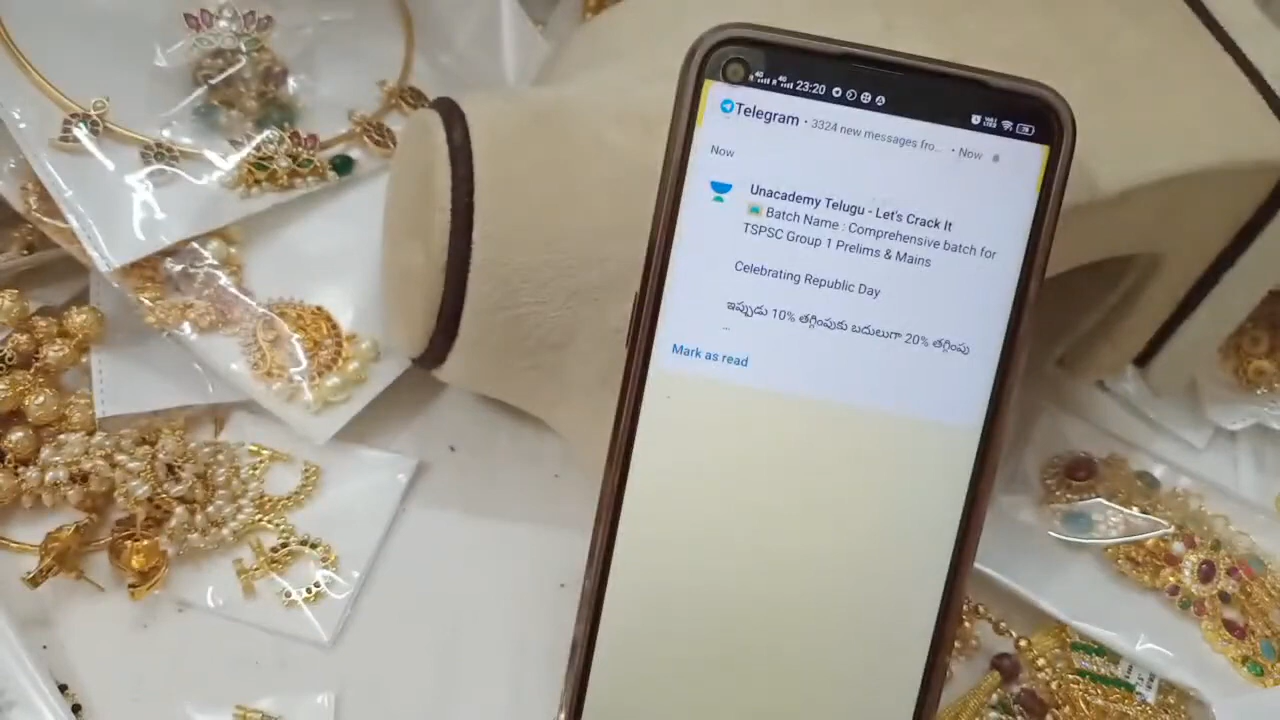 23:20
Telegram • 3324 new messages fro... • Now
Now
Unacademy Telugu - Let's Crack It
Batch Name : Comprehensive batch for
TSPSC Group 1 Prelims & Mains
Celebrating Republic Day
ఇప్పుడు 10% తగ్గింపుకు బదులుగా 20% తగ్గింపు
...
Mark as read